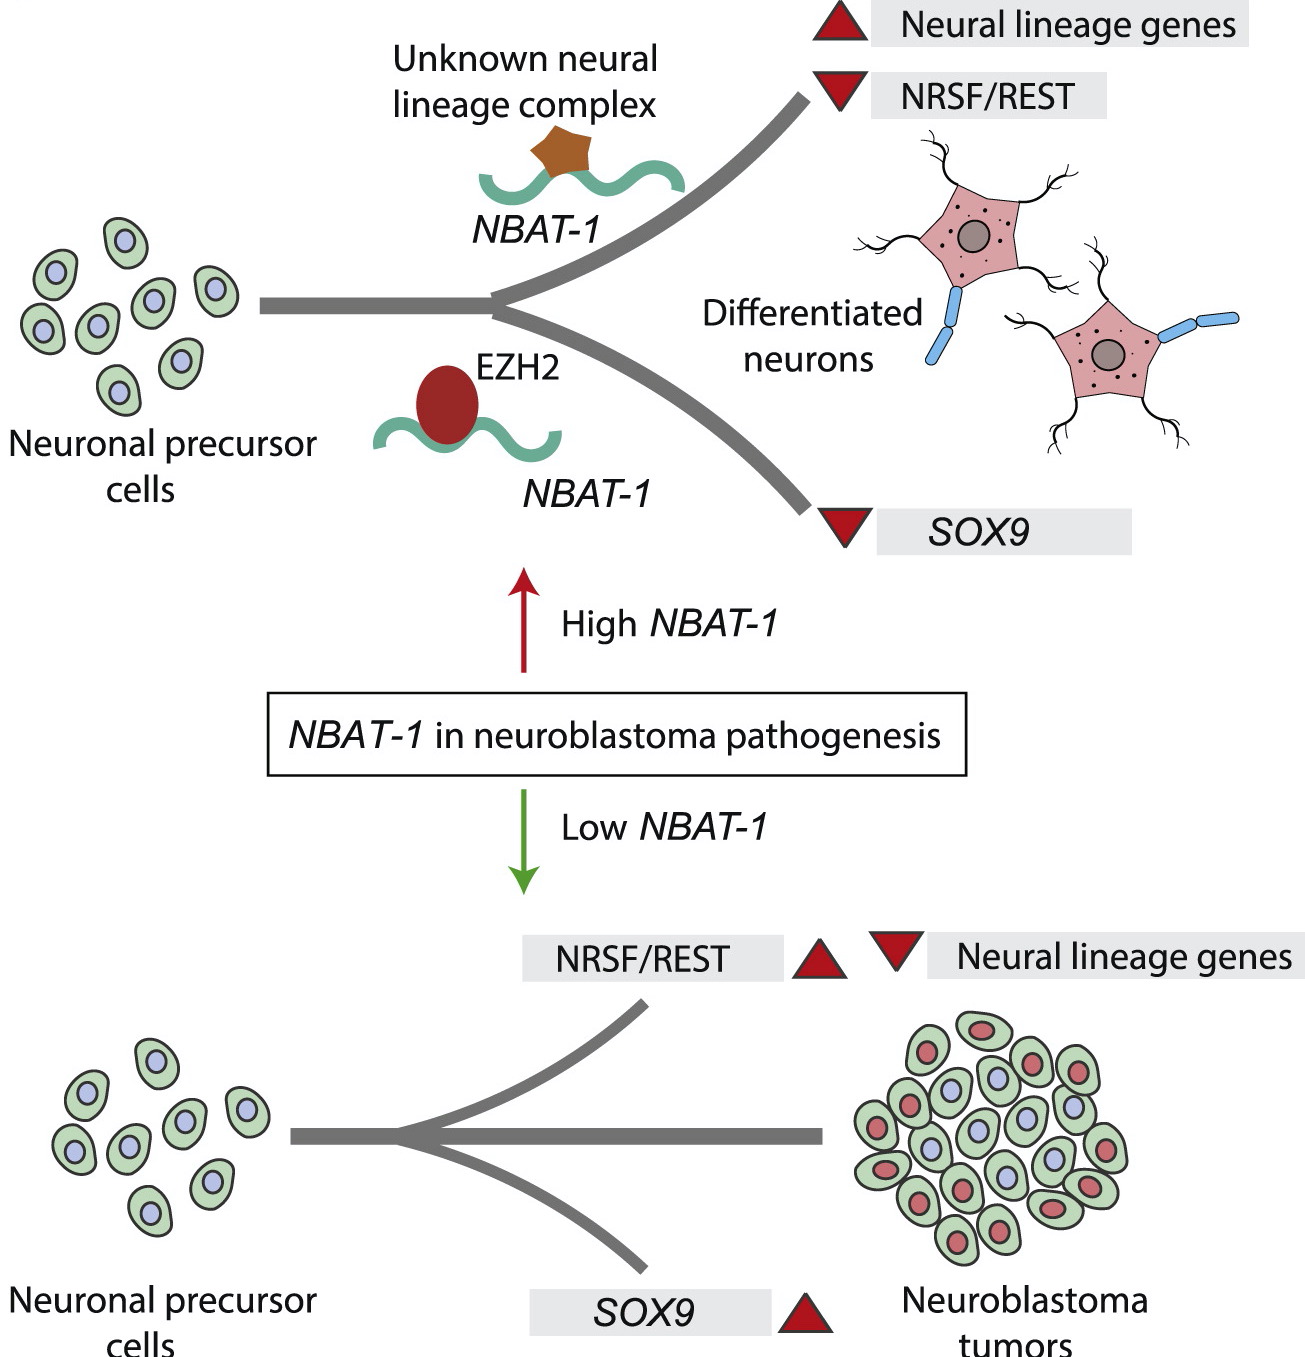 Neural lineage genes
NRSF/REST
Unknown neural
lineage complex
NBAT-1
Differentiated
neurons
EZH2
NBAT-1
Neuronal precursor
cells
SOX9
High NBAT-1
NBAT-1 in neuroblastoma pathogenesis
Low NBAT-1
NRSF/REST
Neural lineage genes
Neuronal precursor
cells
SOX9
Neuroblastoma
tumors